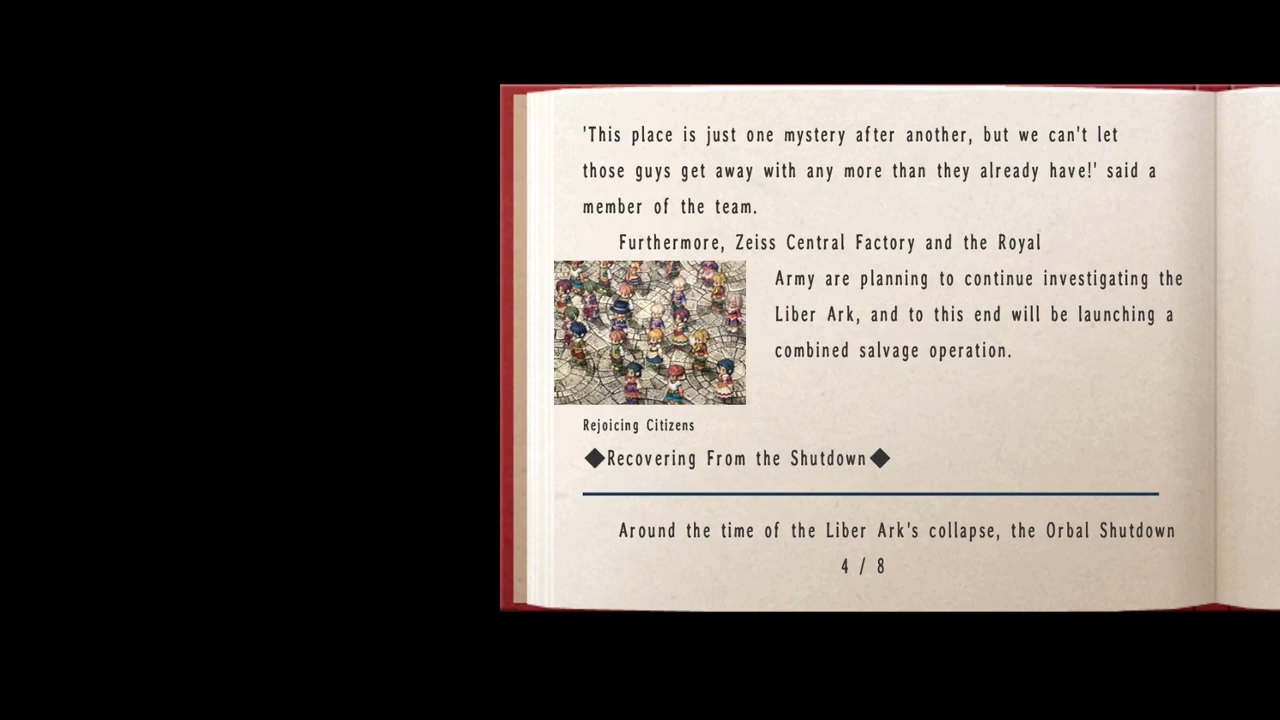 'This place is just one mystery after another, but we can't let
those guys get away with any more than they already have!' said a
member of the team.
Furthermore, Zeiss Central Factory and the Royal
Army are planning to continue investigating the
Liber Ark, and to this end will be launching a
combined salvage operation.
Rejoicing Citizens
◆Recovering From the Shutdown◆
Around the time of the Liber Ark's collapse, the Orbal Shutdown
4 / 8